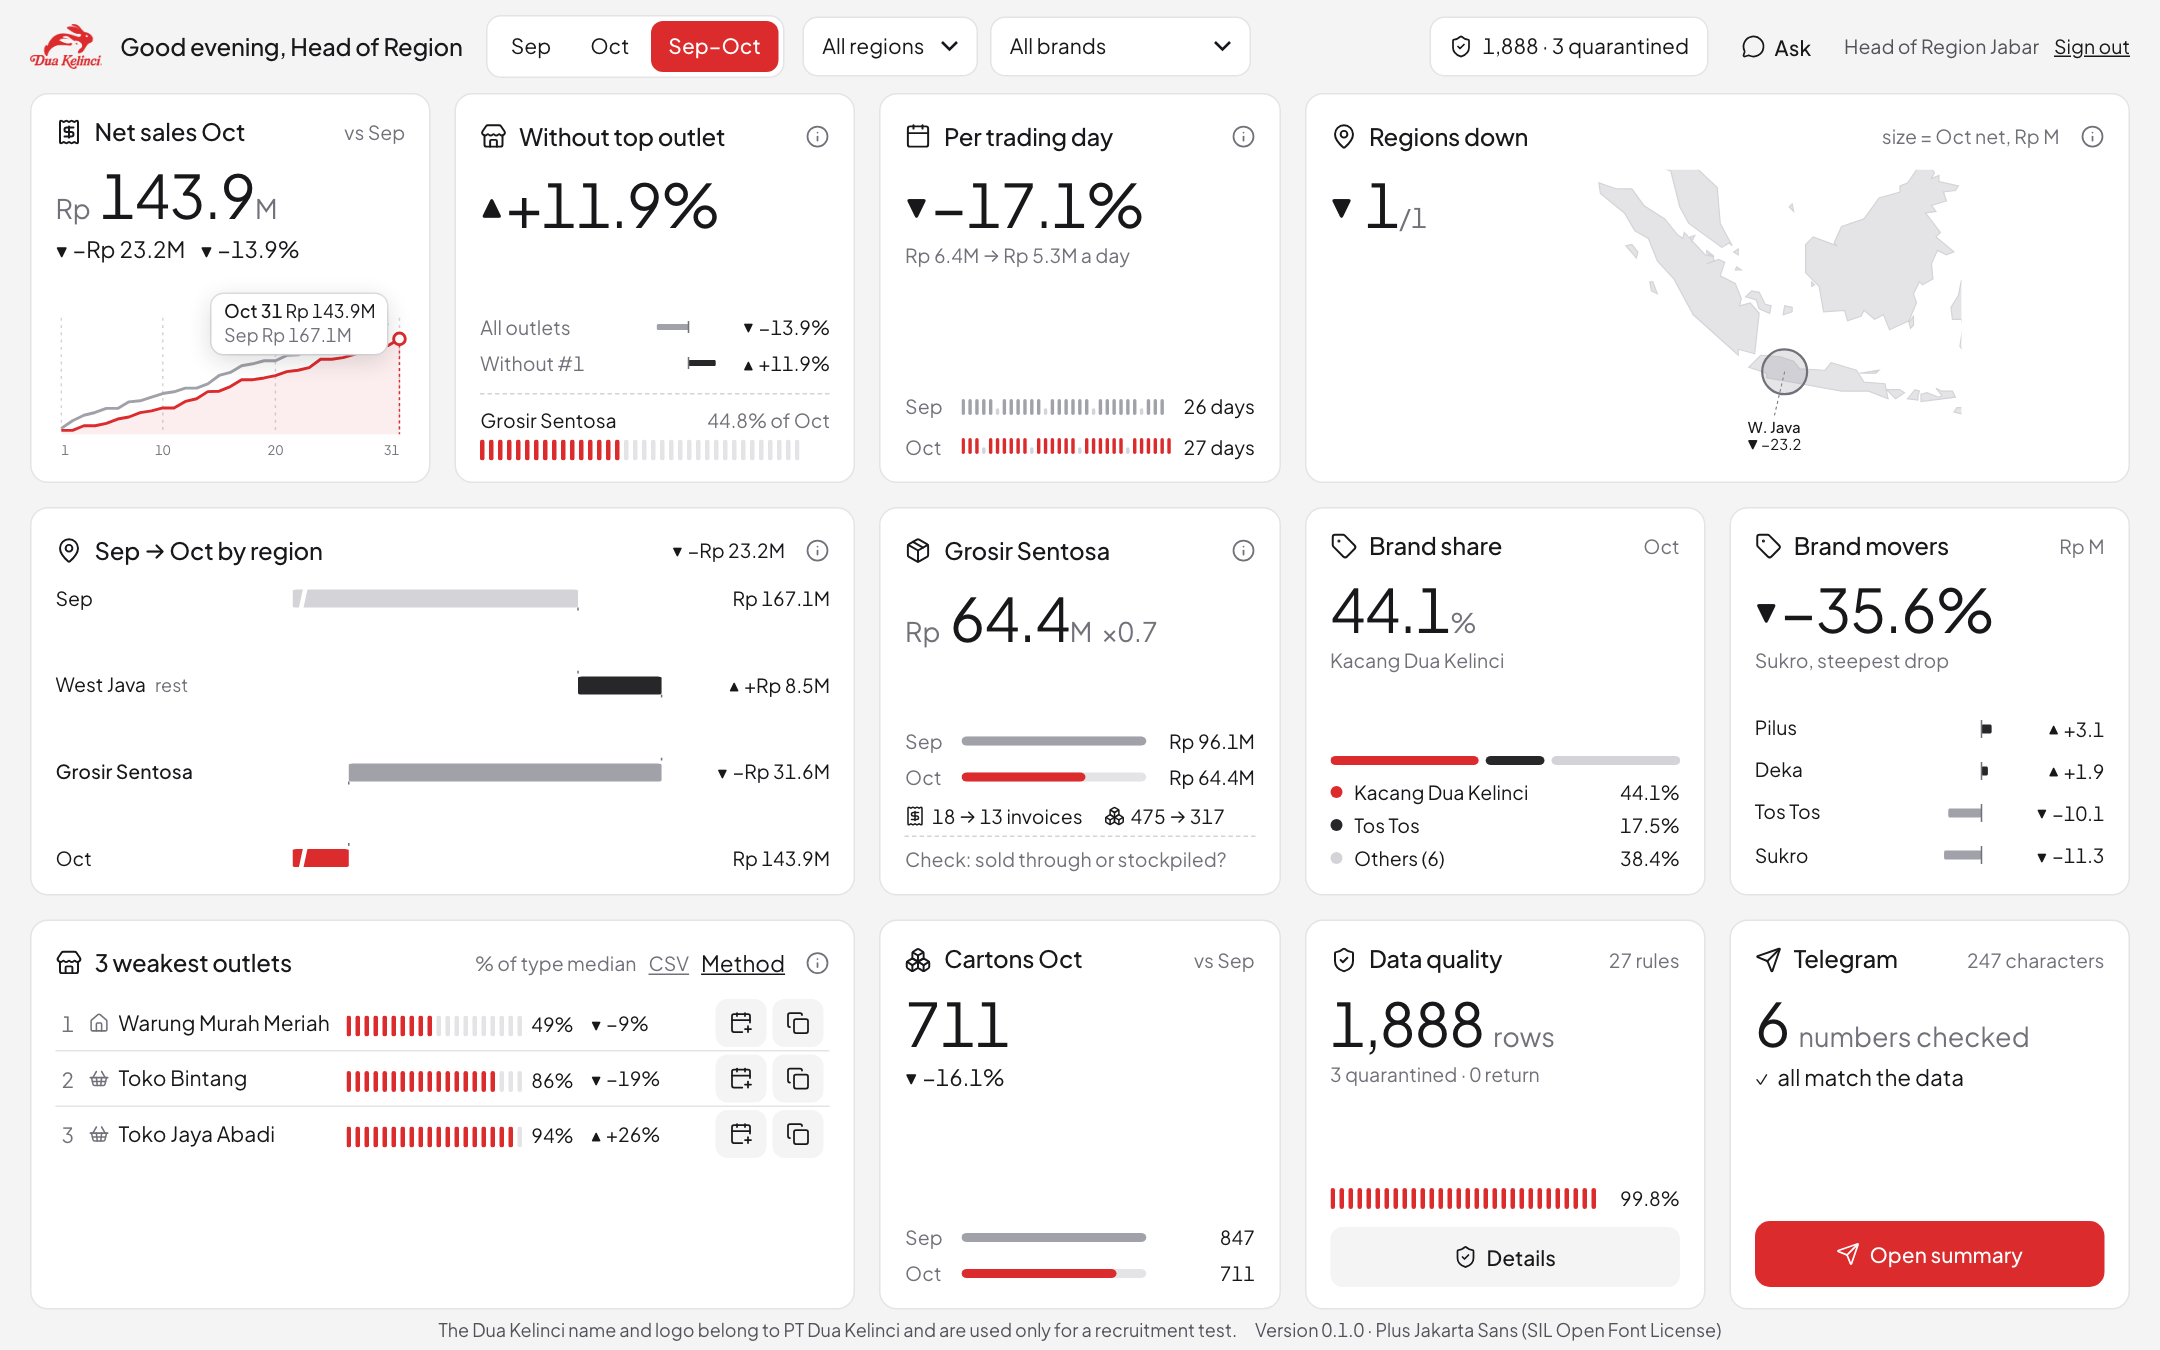 Dua Kelinci
Good evening, Head of Region
Sep Oct Sep–Oct
All regions
All brands
1,888 · 3 quarantined
Ask
Head of Region Jabar
Sign out
Net sales Oct
vs Sep
Rp 143.9M
▼ −Rp 23.2M ▼ −13.9%
Oct 31 Rp 143.9M
Sep Rp 167.1M
1 10 20 31
Without top outlet
▲+11.9%
All outlets ▼ −13.9%
Without #1 ▲ +11.9%
Grosir Sentosa 44.8% of Oct
Per trading day
▼−17.1%
Rp 6.4M → Rp 5.3M a day
Sep 26 days
Oct 27 days
Regions down
size = Oct net, Rp M
▼ 1/1
W. Java
▼ −23.2
Sep → Oct by region
▼ −Rp 23.2M
Sep Rp 167.1M
West Java rest ▲ +Rp 8.5M
Grosir Sentosa ▼ −Rp 31.6M
Oct Rp 143.9M
Grosir Sentosa
Rp 64.4M ×0.7
Sep Rp 96.1M
Oct Rp 64.4M
18 → 13 invoices 475 → 317
Check: sold through or stockpiled?
Brand share
Oct
44.1%
Kacang Dua Kelinci
Kacang Dua Kelinci 44.1%
Tos Tos 17.5%
Others (6) 38.4%
Brand movers
Rp M
▼−35.6%
Sukro, steepest drop
Pilus ▲ +3.1
Deka ▲ +1.9
Tos Tos ▼ −10.1
Sukro ▼ −11.3
3 weakest outlets
% of type median CSV Method
1 Warung Murah Meriah 49% ▼ −9%
2 Toko Bintang 86% ▼ −19%
3 Toko Jaya Abadi 94% ▲ +26%
Cartons Oct
vs Sep
711
▼ −16.1%
Sep 847
Oct 711
Data quality
27 rules
1,888 rows
3 quarantined · 0 return
99.8%
Details
Telegram
247 characters
6 numbers checked
✓ all match the data
Open summary
The Dua Kelinci name and logo belong to PT Dua Kelinci and are used only for a recruitment test. Version 0.1.0 · Plus Jakarta Sans (SIL Open Font License)